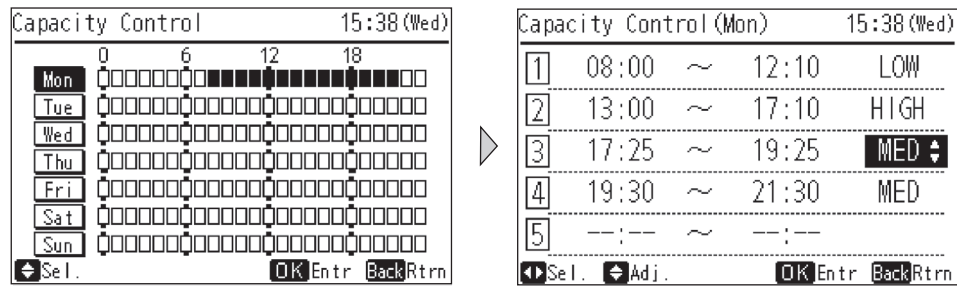 Capacity Control 15:38(Wed)
0 6 12 18
Mon
Tue
Wed
Thu
Fri
Sat
Sun
Sel. OK Entr Back Rtrn
Capacity Control(Mon) 15:38(Wed)
1 08:00 ~ 12:10 LOW
2 13:00 ~ 17:10 HIGH
3 17:25 ~ 19:25 MED
4 19:30 ~ 21:30 MED
5 --:-- ~ --:--
Sel. Adj. OK Entr Back Rtrn